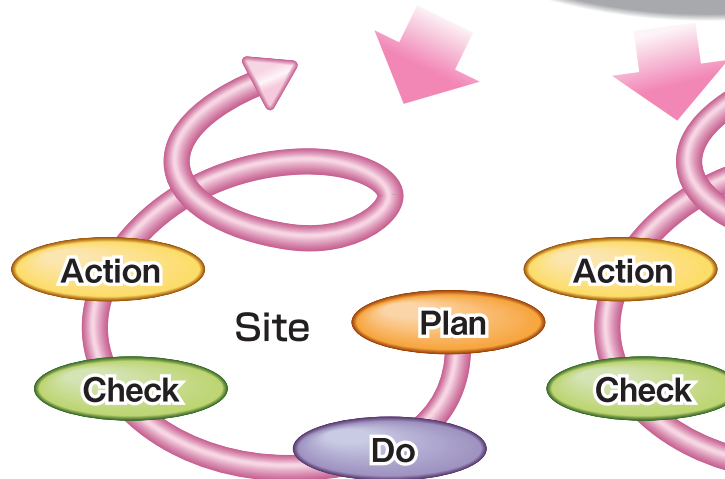 Action
Site
Plan
Check
Do
Action
Check